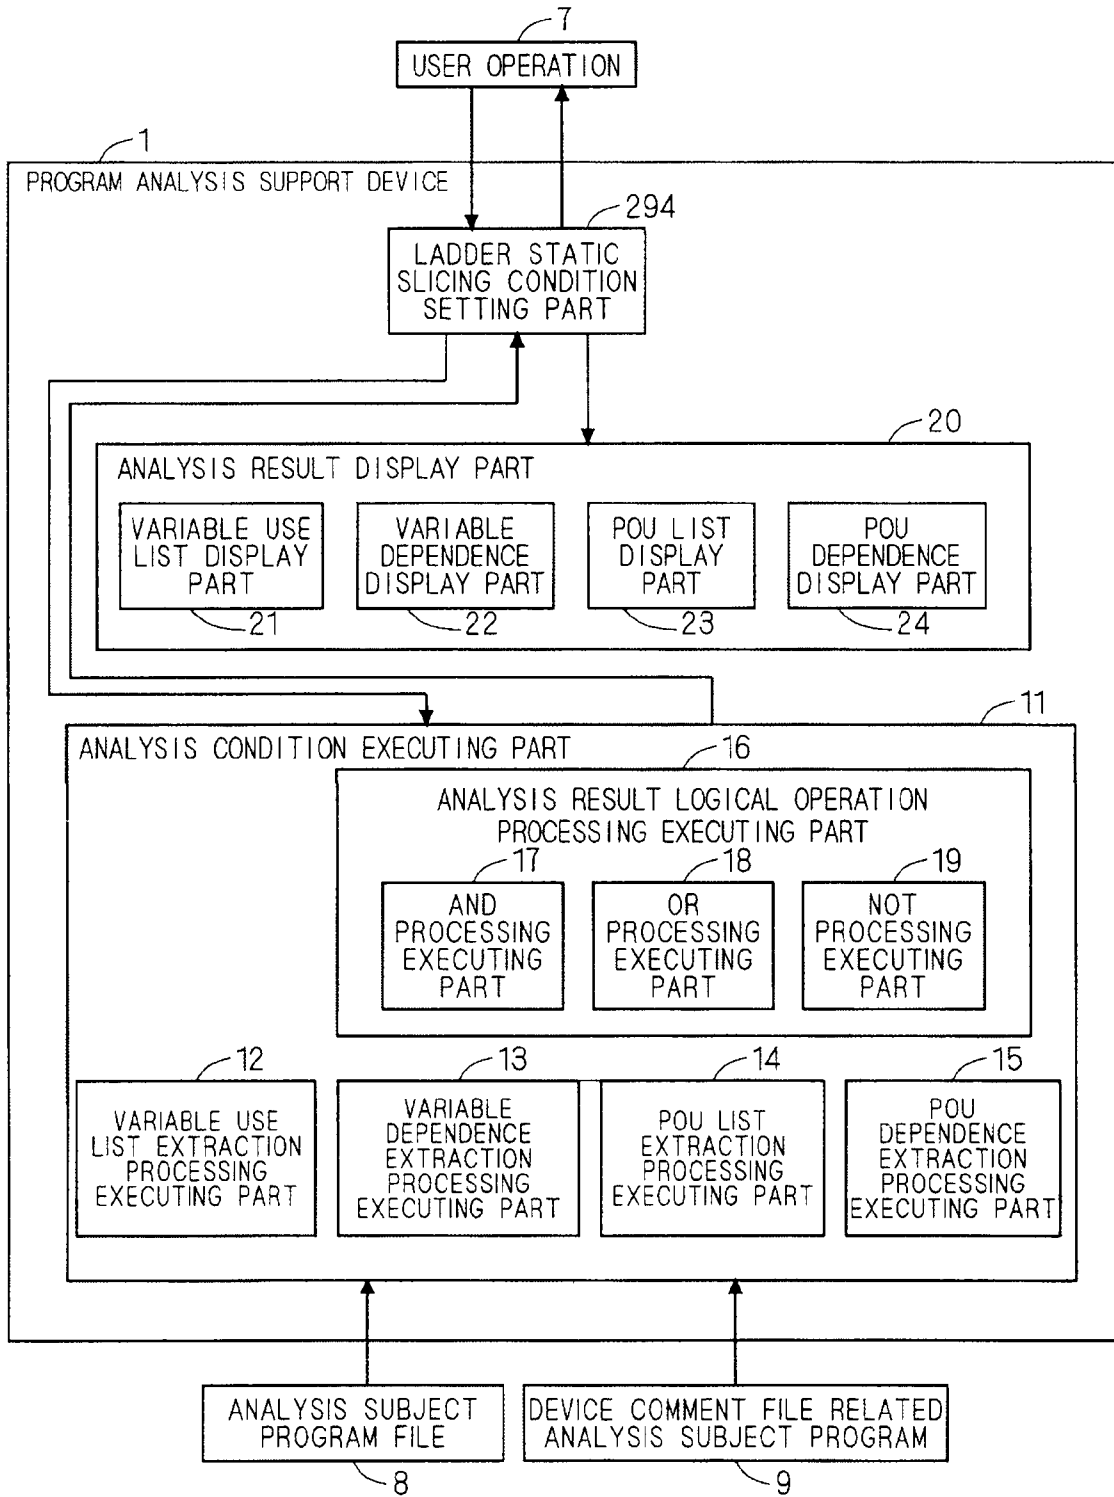 7
USER OPERATION
1
PROGRAM ANALYSIS SUPPORT DEVICE
294
LADDER STATIC
SLICING CONDITION
SETTING PART
20
ANALYSIS RESULT DISPLAY PART
VARIABLE USE
LIST DISPLAY
PART
21
VARIABLE
DEPENDENCE
DISPLAY PART
22
POU LIST
DISPLAY
PART
23
POU
DEPENDENCE
DISPLAY PART
24
11
ANALYSIS CONDITION EXECUTING PART
16
ANALYSIS RESULT LOGICAL OPERATION
PROCESSING EXECUTING PART
17
AND
PROCESSING
EXECUTING
PART
18
OR
PROCESSING
EXECUTING
PART
19
NOT
PROCESSING
EXECUTING
PART
12
VARIABLE USE
LIST EXTRACTION
PROCESSING
EXECUTING PART
13
VARIABLE
DEPENDENCE
EXTRACTION
PROCESSING
EXECUTING PART
14
POU LIST
EXTRACTION
PROCESSING
EXECUTING PART
15
POU
DEPENDENCE
EXTRACTION
PROCESSING
EXECUTING PART
ANALYSIS SUBJECT
PROGRAM FILE
8
DEVICE COMMENT FILE RELATED
ANALYSIS SUBJECT PROGRAM
9